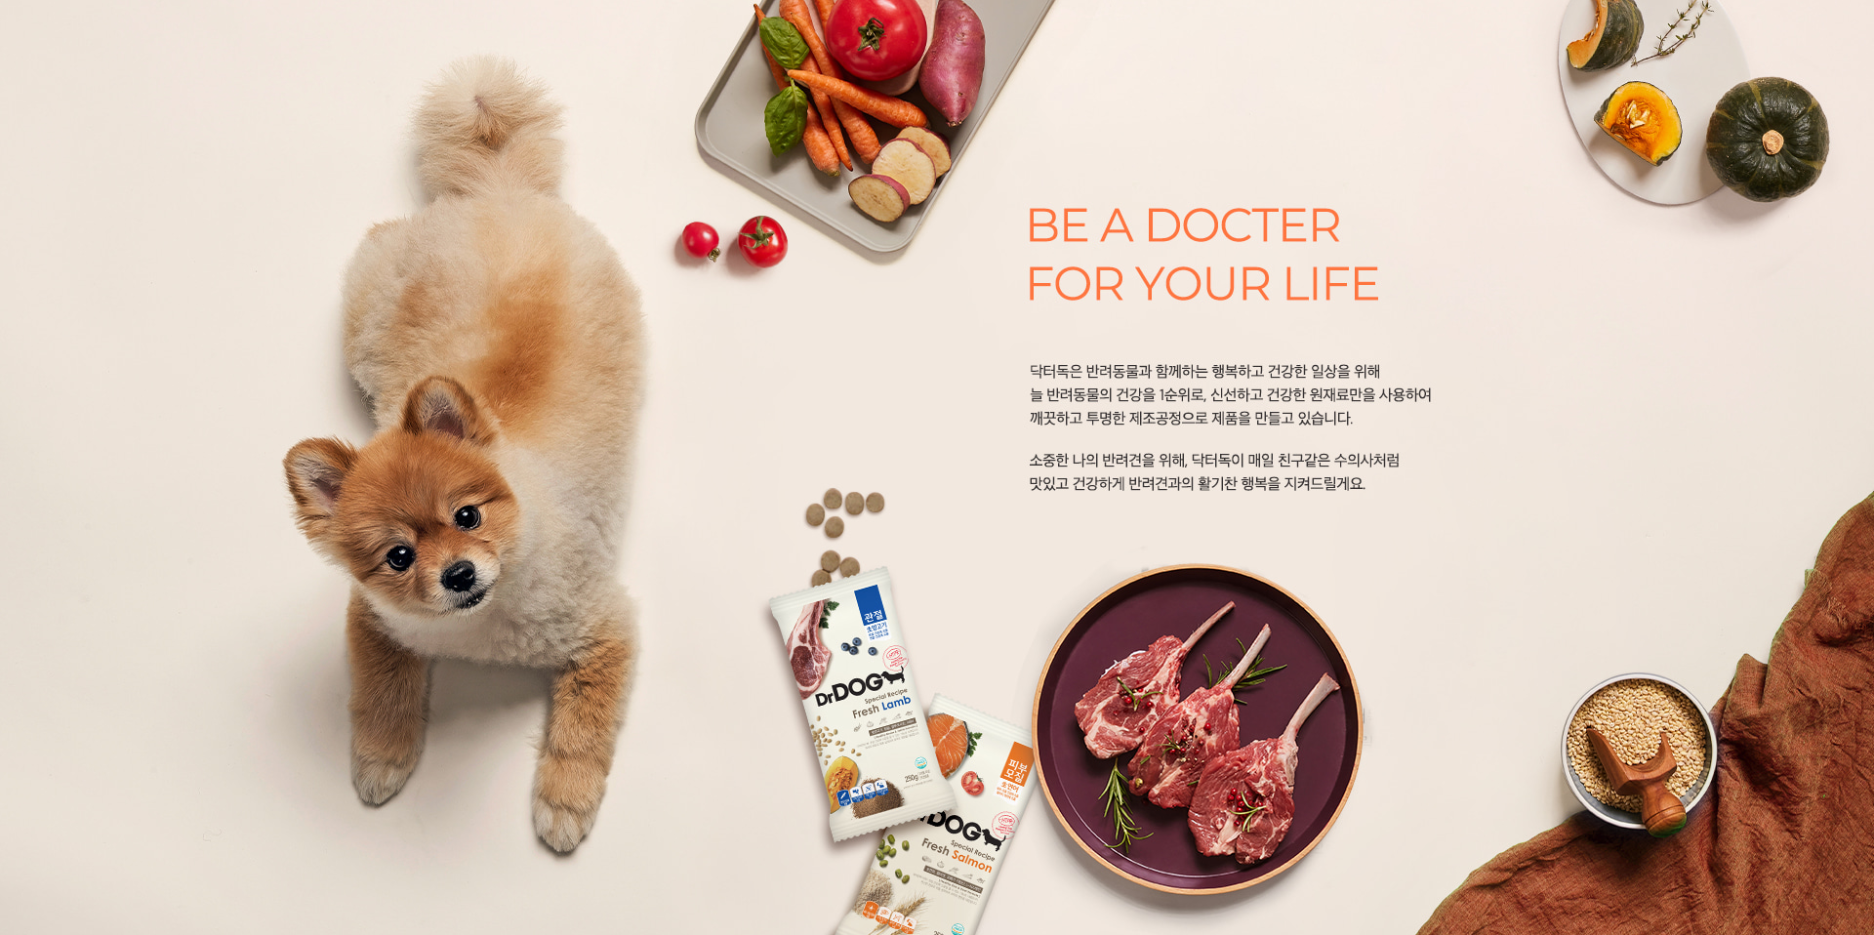 BE A DOCTER
FOR YOUR LIFE
닥터독은 반려동물과 함께하는 행복하고 건강한 일상을 위해
늘 반려동물의 건강을 1순위로, 신선하고 건강한 원재료만을 사용하여
깨끗하고 투명한 제조공정으로 제품을 만들고 있습니다.
소중한 나의 반려견을 위해, 닥터독이 매일 친구같은 수의사처럼
맛있고 건강하게 반려견과의 활기찬 행복을 지켜드릴게요.
관절
DrDOG
Special Recipe
Fresh Lamb
250g
피부
모질
DOG
Special Recipe
Fresh Salmon